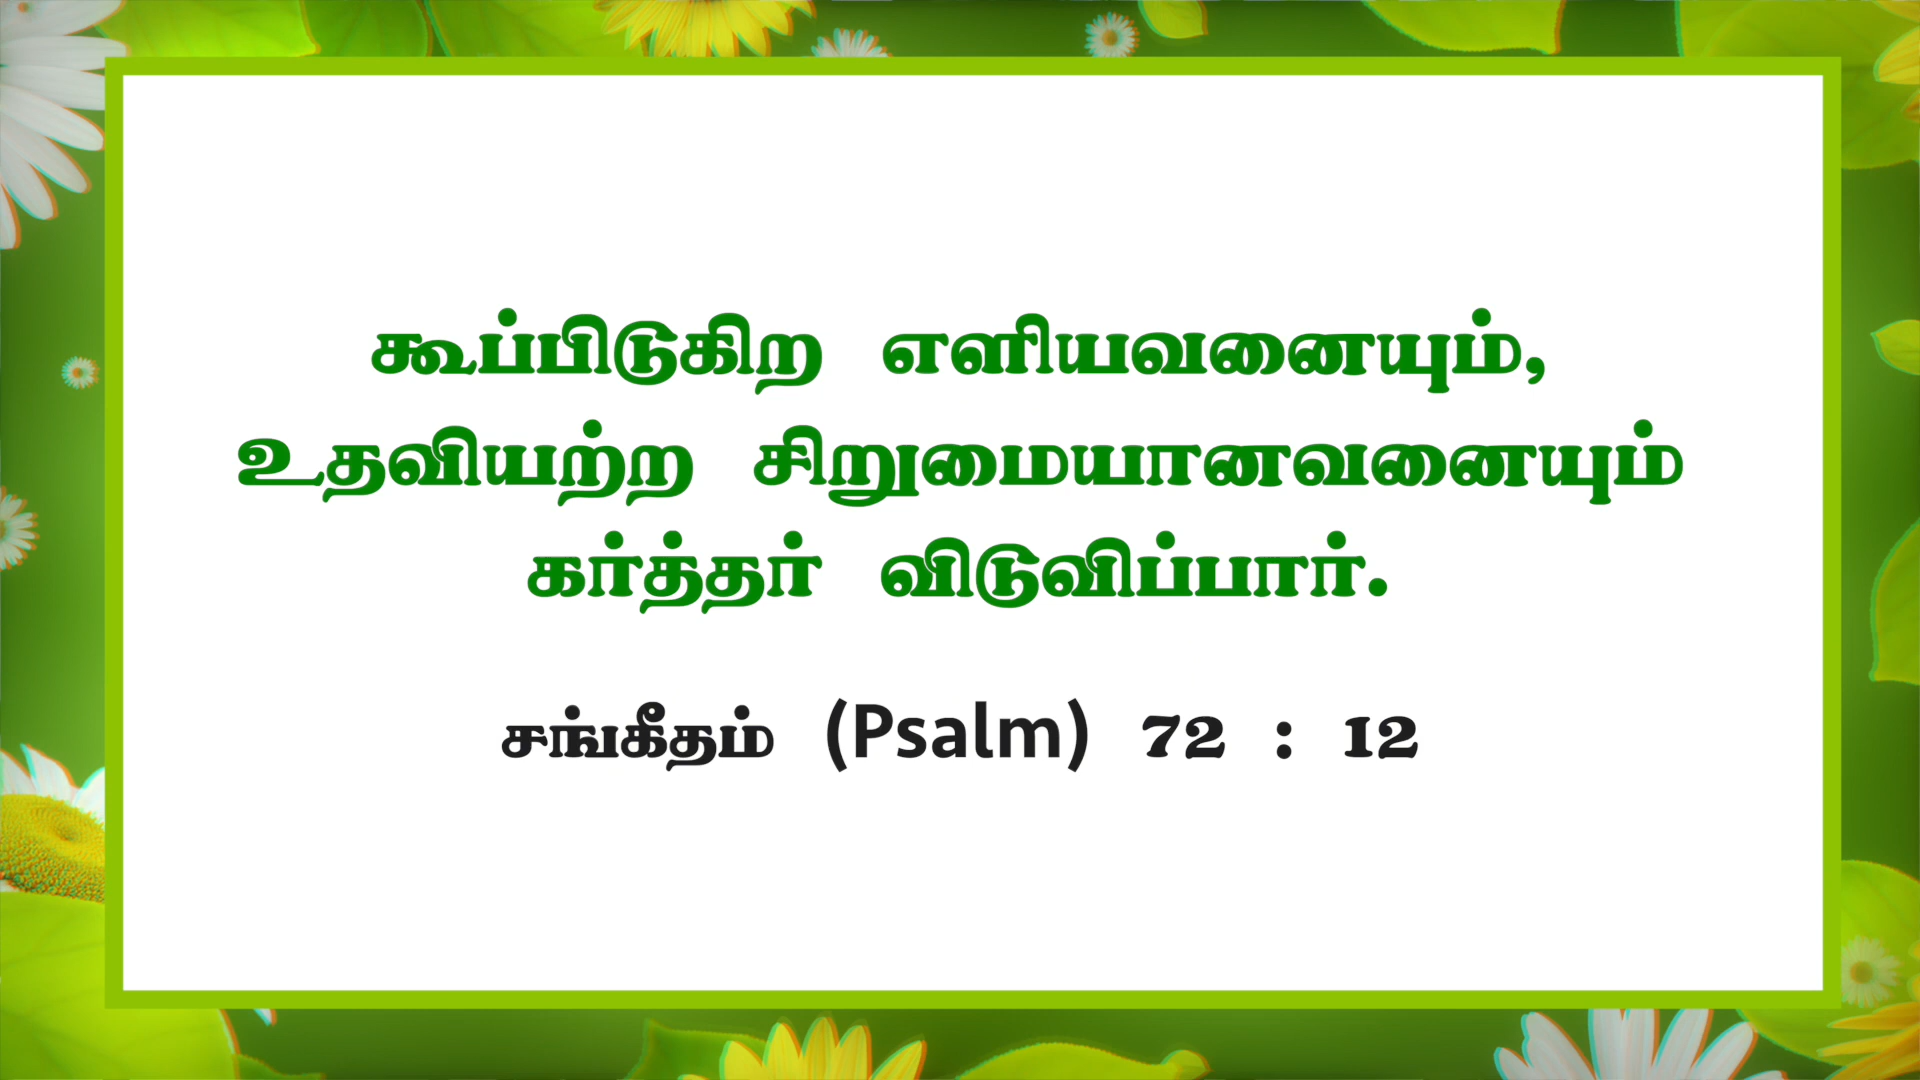 கூப்பிடுகிற எளியவனையும்,
உதவியற்ற சிறுமையானவனையும்
கர்த்தர் விடுவிப்பார்.
சங்கீதம் (Psalm) 72 : 12